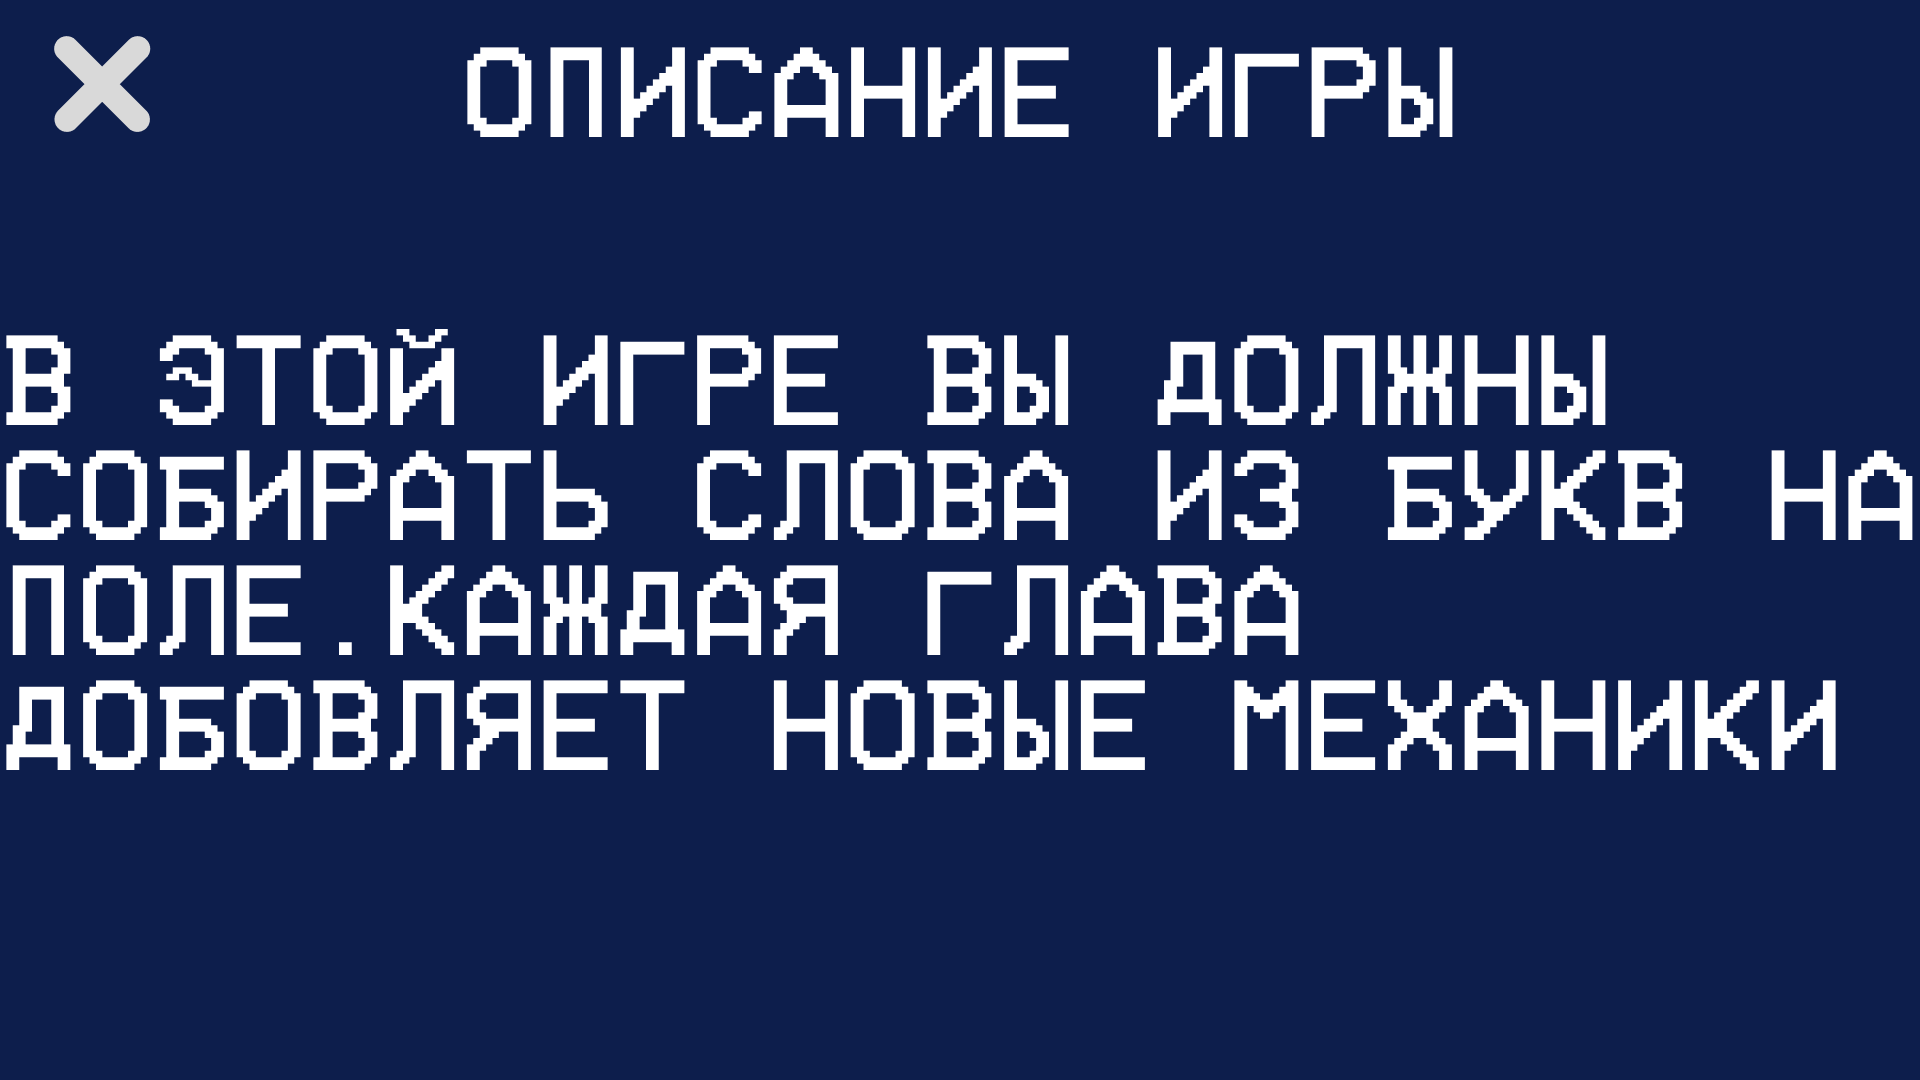 ОПИСАНИЕ ИГРЫ
В ЭТОЙ ИГРЕ ВЫ ДОЛЖНЫ
СОБИРАТЬ СЛОВА ИЗ БУКВ НА
ПОЛЕ.КАЖДАЯ ГЛАВА
ДОБОВЛЯЕТ НОВЫЕ МЕХАНИКИ